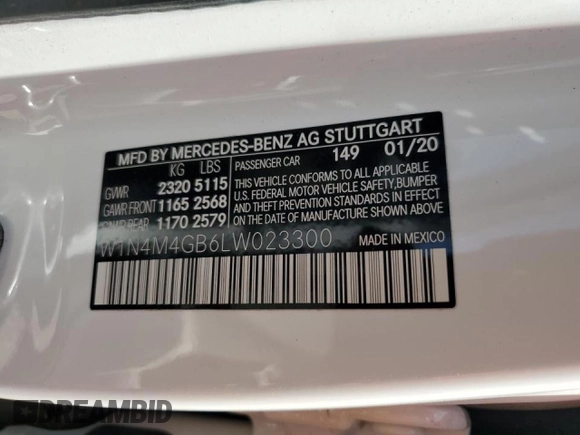 MFD BY MERCEDES-BENZ AG STUTTGART
KG LBS PASSENGER CAR 149 01/20
GVWR 2320 5115
GAWR FRONT 1165 2568
GAWR REAR 1170 2579
THIS VEHICLE CONFORMS TO ALL APPLICABLE
U.S. FEDERAL MOTOR VEHICLE SAFETY, BUMPER
AND THEFT PREVENTION STANDARDS IN EFFECT
ON THE DATE OF MANUFACTURE SHOWN ABOVE.
W1N4M4GB6LW023300 MADE IN MEXICO
DREAMBID